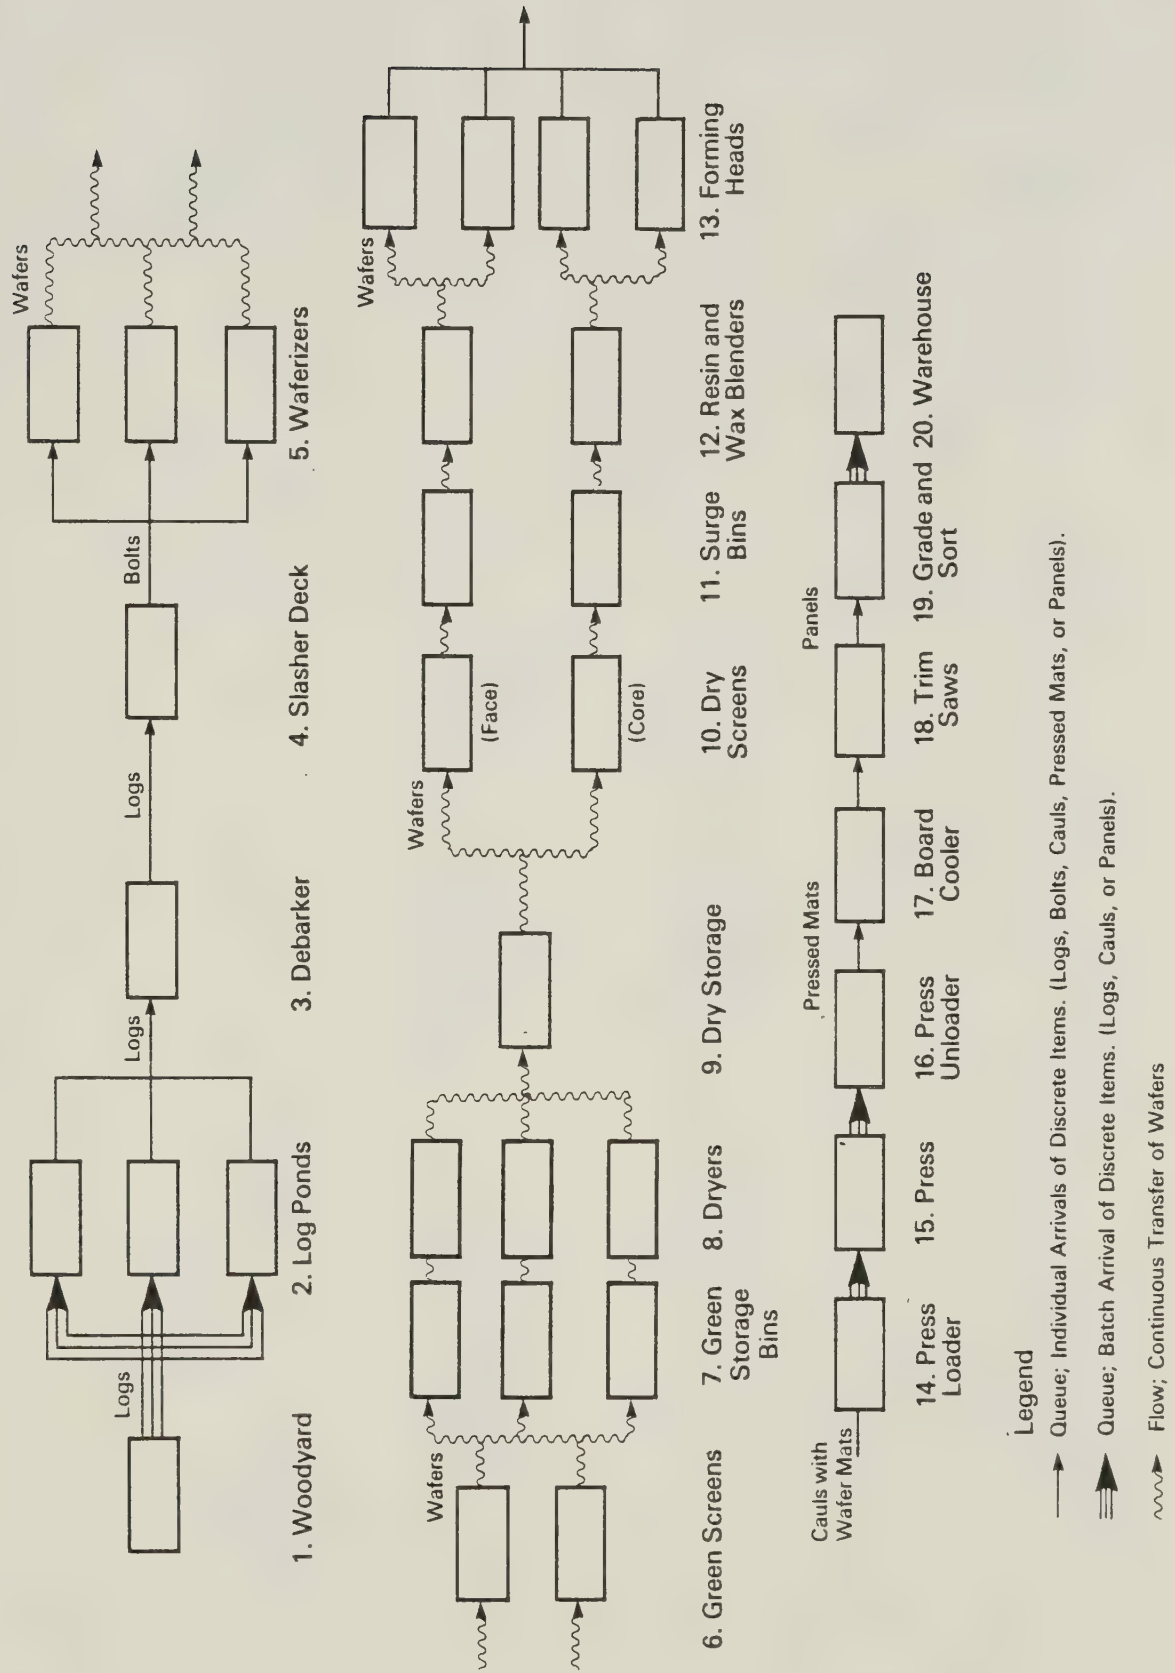 Logs
Logs
Logs
Bolts
Wafers
1. Woodyard
2. Log Ponds
3. Debarker
4. Slasher Deck
5. Waferizers
Wafers
Wafers
Wafers
(Face)
(Core)
6. Green Screens
7. Green
Storage
Bins
8. Dryers
9. Dry Storage
10. Dry
Screens
11. Surge
Bins
12. Resin and
Wax Blenders
13. Forming
Heads
Cauls with
Wafer Mats
Pressed Mats
Panels
14. Press
Loader
15. Press
16. Press
Unloader
17. Board
Cooler
18. Trim
Saws
19. Grade and
Sort
20. Warehouse
Legend
Queue; Individual Arrivals of Discrete Items. (Logs, Bolts, Cauls, Pressed Mats, or Panels).
Queue; Batch Arrival of Discrete Items. (Logs, Cauls, or Panels).
Flow; Continuous Transfer of Wafers